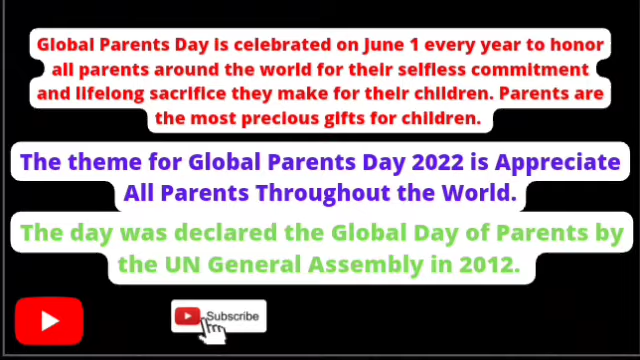 Global Parents Day is celebrated on June 1 every year to honor
all parents around the world for their selfless commitment
and lifelong sacrifice they make for their children. Parents are
the most precious gifts for children.
The theme for Global Parents Day 2022 is Appreciate
All Parents Throughout the World.
The day was declared the Global Day of Parents by
the UN General Assembly in 2012.
Subscribe